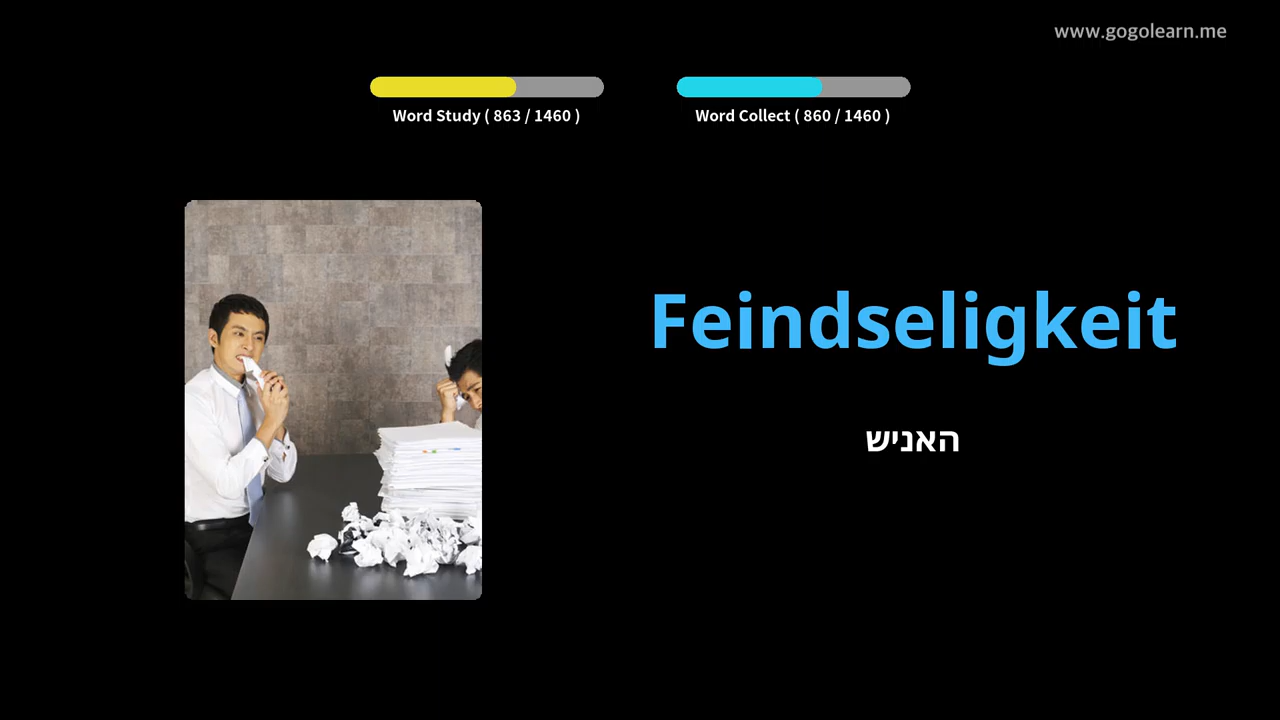 www.gogolearn.me
Word Study ( 863 / 1460 )
Word Collect ( 860 / 1460 )
Feindseligkeit
האניש